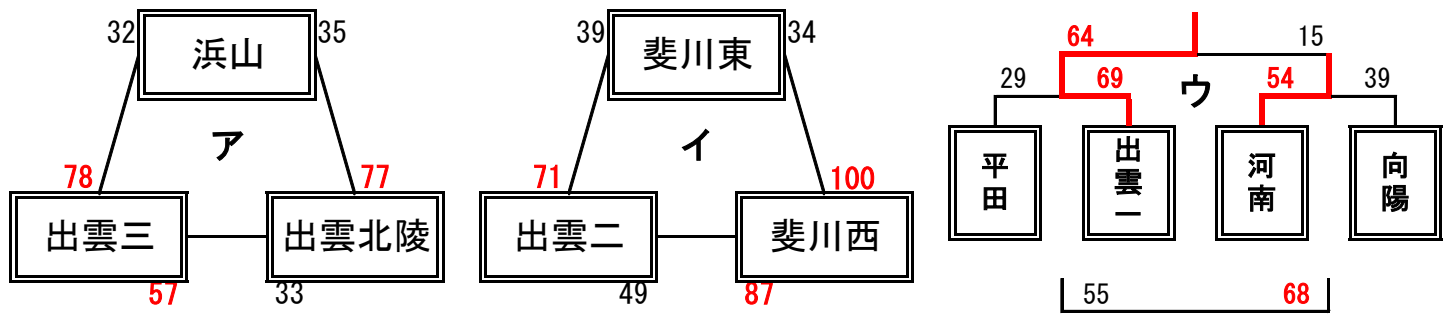 32 浜山 35
ア
78 77
出雲三 出雲北陵
57 33
39 斐川東 34
イ
71 100
出雲二 斐川西
49 87
64 15
29 69 ウ 54 39
平田 出雲一 河南 向陽
55 68